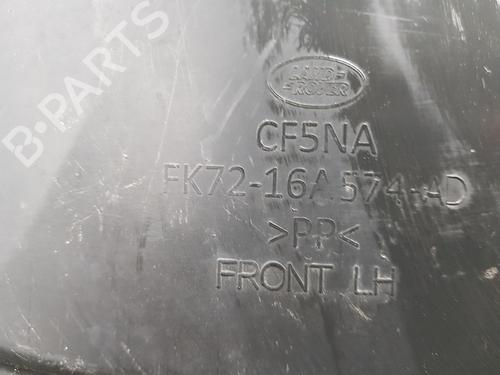 B-PARTS
LAND-
-ROVER
CF5NA
FK72-16A574-AD
>PP<
FRONT LH